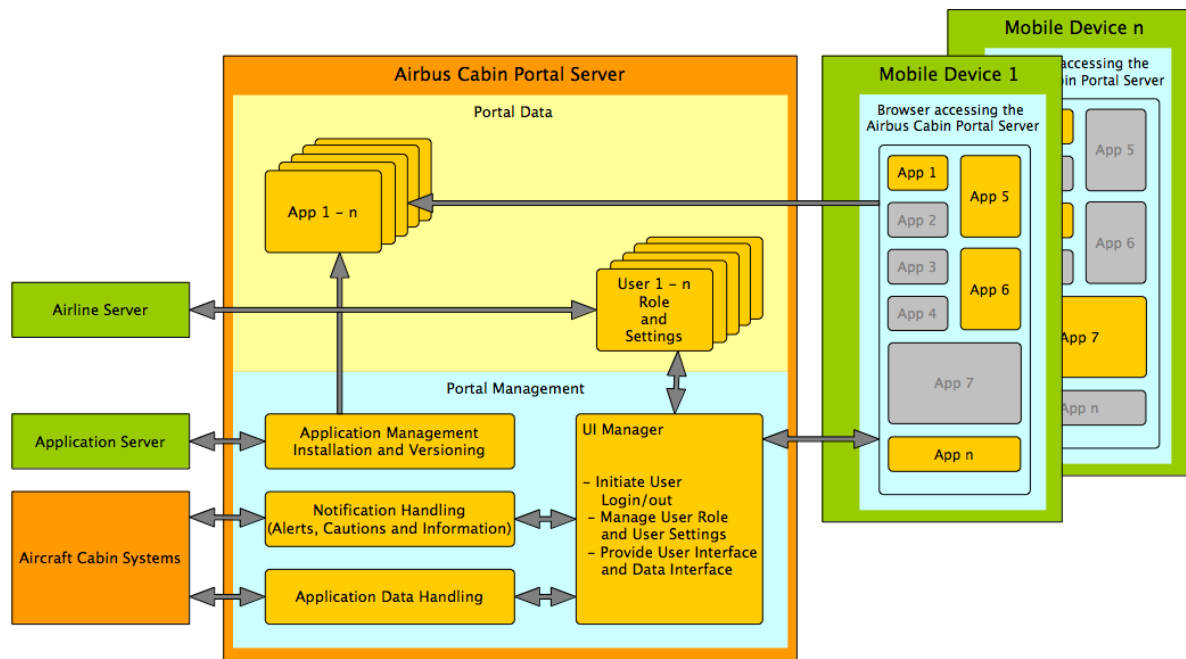 Mobile Device n
accessing the
Portal Server
App 5
App 6
App 7
App n
Airbus Cabin Portal Server
Portal Data
App 1 – n
User 1 – n
Role
and
Settings
Portal Management
Application Management
Installation and Versioning
Notification Handling
(Alerts, Cautions and Information)
Application Data Handling
UI Manager
– Initiate User
Login/out
– Manage User Role
and User Settings
– Provide User Interface
and Data Interface
Airline Server
Application Server
Aircraft Cabin Systems
Mobile Device 1
Browser accessing the
Airbus Cabin Portal Server
App 1
App 2
App 3
App 4
App 5
App 6
App 7
App n